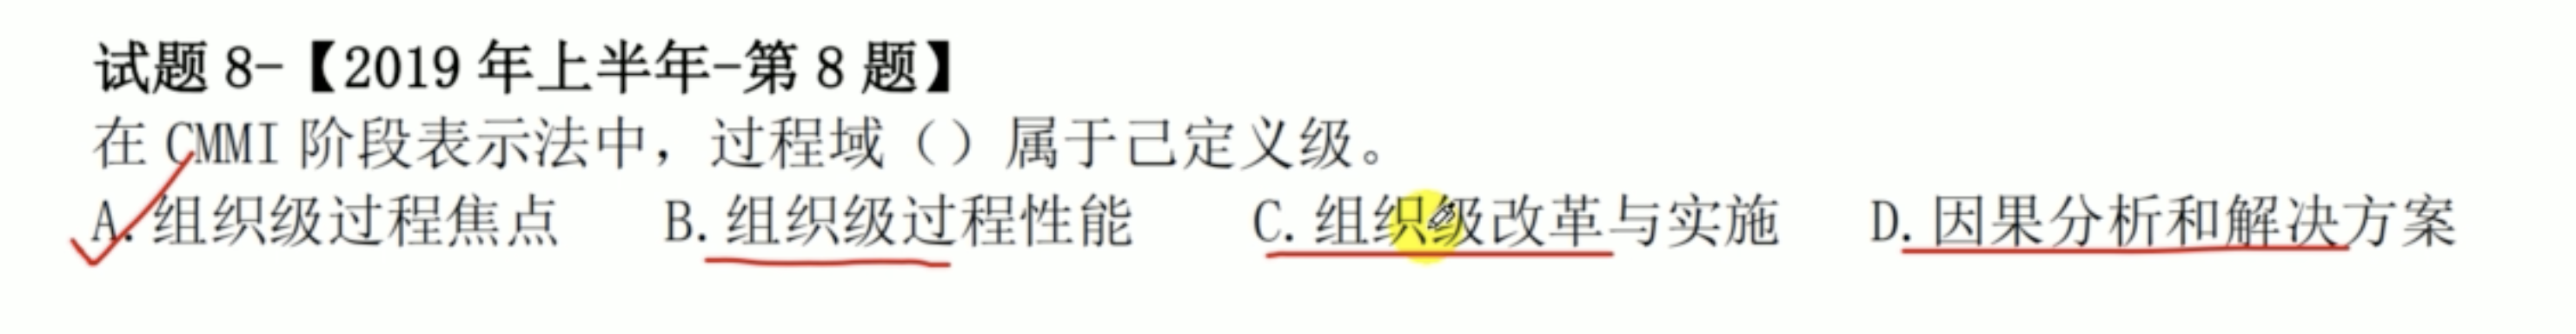 试题 8-【2019 年上半年-第 8 题】
在 CMMI 阶段表示法中，过程域（）属于己定义级。
A. 组织级过程焦点 B. 组织级过程性能 C. 组织级改革与实施 D. 因果分析和解决方案